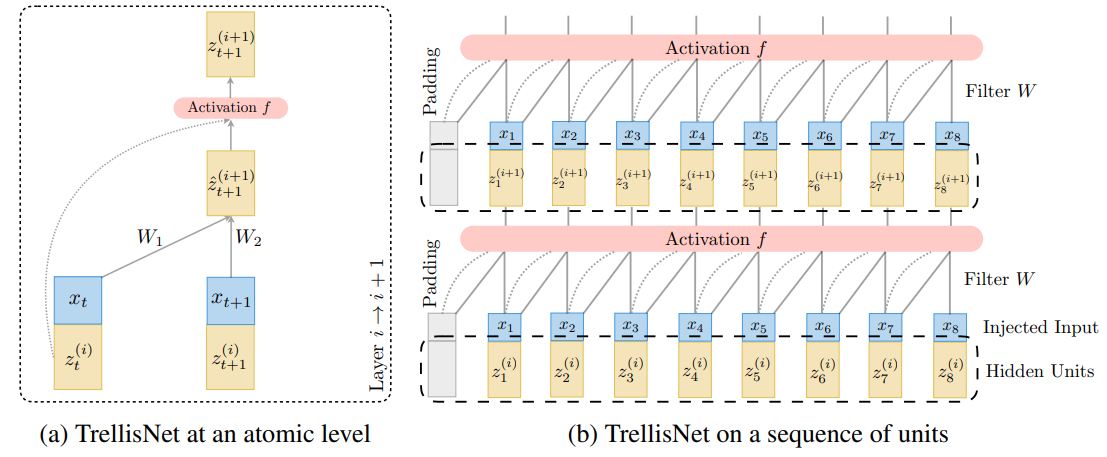 z_{t+1}^{(i+1)}
Activation f
ẑ_{t+1}^{(i+1)}
W_1 W_2
x_t x_{t+1}
z_t^{(i)} z_{t+1}^{(i)}
Layer i → i + 1
(a) TrellisNet at an atomic level
Activation f
Padding
Filter W
x_1 x_2 x_3 x_4 x_5 x_6 x_7 x_8
z_1^{(i+1)} z_2^{(i+1)} z_3^{(i+1)} z_4^{(i+1)} z_5^{(i+1)} z_6^{(i+1)} z_7^{(i+1)} z_8^{(i+1)}
Activation f
Padding
Filter W
x_1 x_2 x_3 x_4 x_5 x_6 x_7 x_8 Injected Input
z_1^{(i)} z_2^{(i)} z_3^{(i)} z_4^{(i)} z_5^{(i)} z_6^{(i)} z_7^{(i)} z_8^{(i)} Hidden Units
(b) TrellisNet on a sequence of units